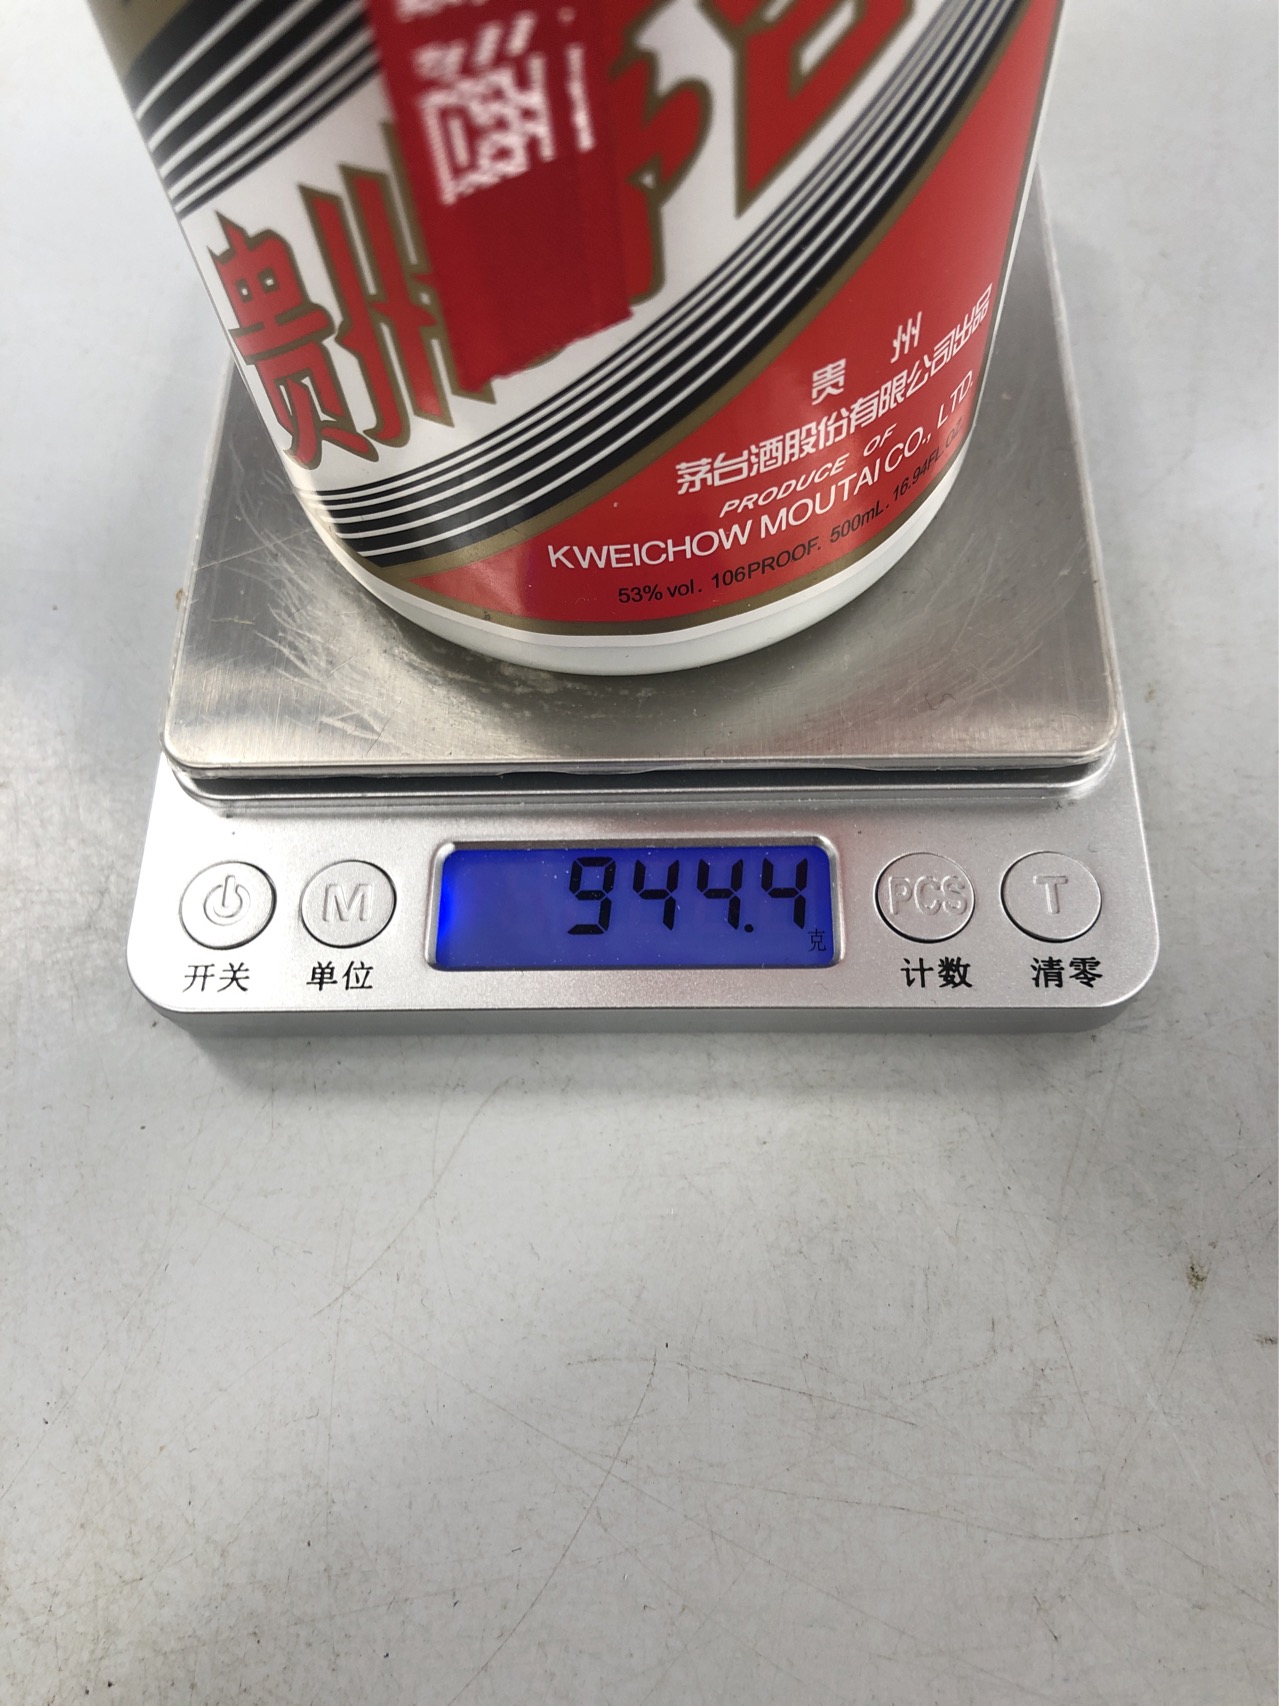 贵州
贵 州
茅台酒股份有限公司出品
PRODUCE OF
KWEICHOW MOUTAI CO., LTD.
53% vol. 106PROOF. 500mL. 16.94FL.
944.4
克
M
PCS
T
开关
单位
计数
清零